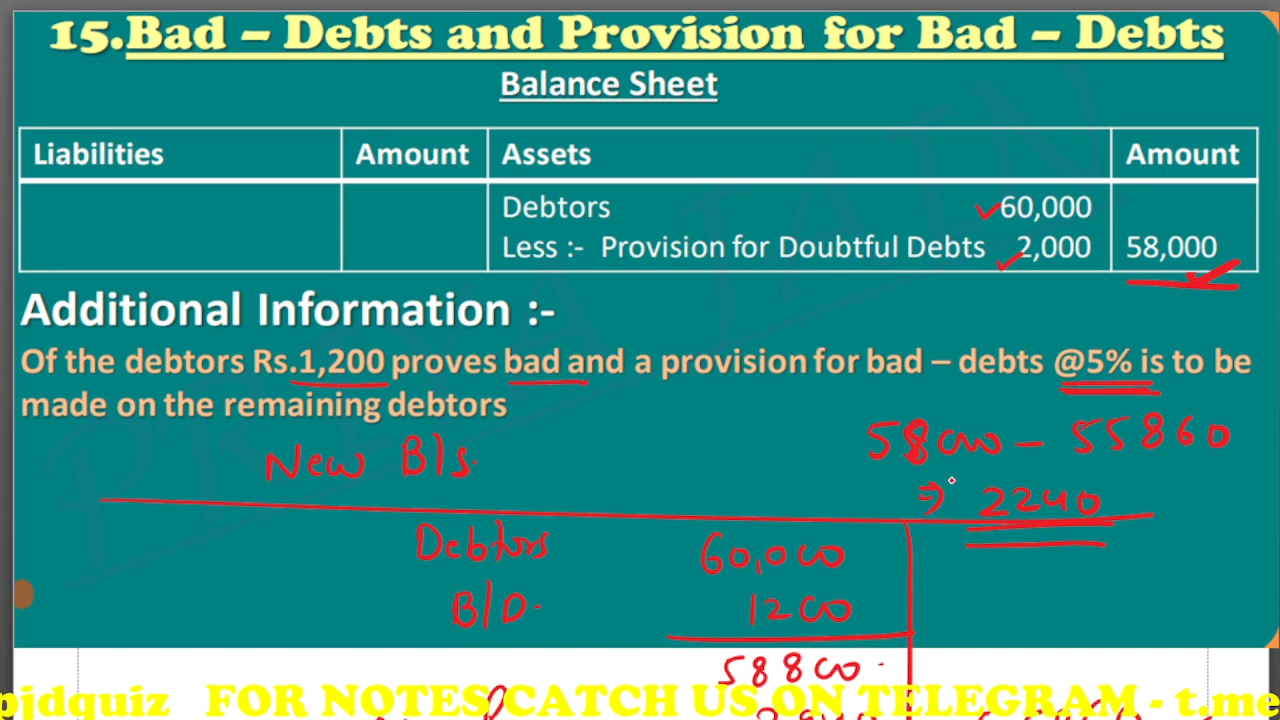 15.Bad – Debts and Provision for Bad – Debts
Balance Sheet
Liabilities Amount Assets Amount
Debtors 60,000
Less :- Provision for Doubtful Debts 2,000 58,000
Additional Information :-
Of the debtors Rs.1,200 proves bad and a provision for bad – debts @5% is to be
made on the remaining debtors
58000 – 55860
New B/s.
⇒ 2240
Debtors 60,000
B/D. 1200
58800
pjdquiz FOR NOTES CATCH US ON TELEGRAM - t.me